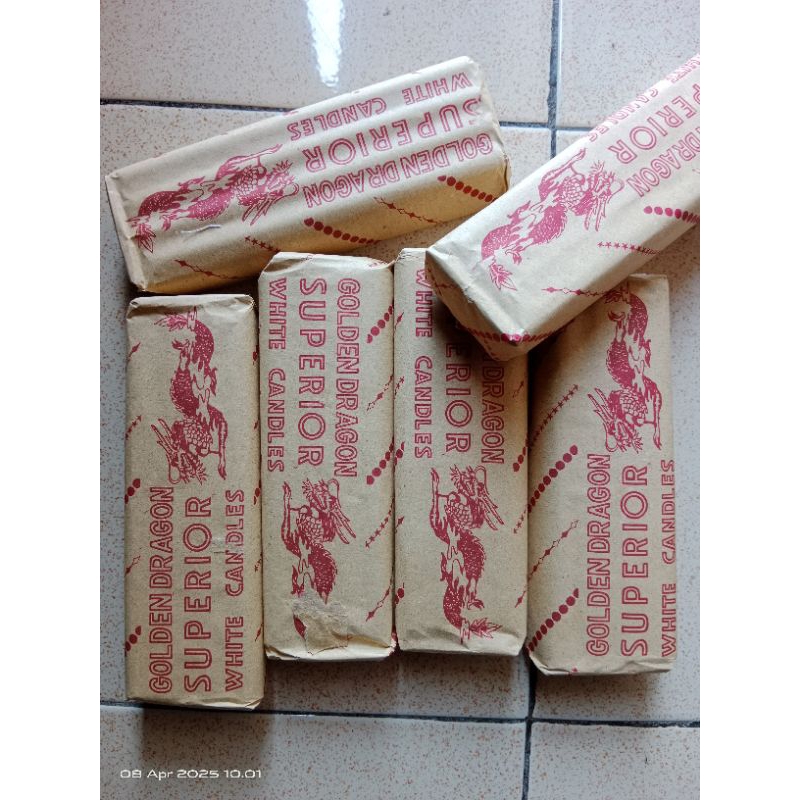 GOLDEN DRAGON
SUPERIOR
WHITE CANDLES
DRAGON
SUPERIOR
CANDLES
GOLDEN DRAGON
SUPERIOR
WHITE CANDLES
GOLDEN DRAGON
SUPERIOR
WHITE CANDLES
DRAGON
WHITE CANDLES
GOLDEN DRAGON
SUPERIOR
WHITE CANDLES
08 Apr 2025 10.01